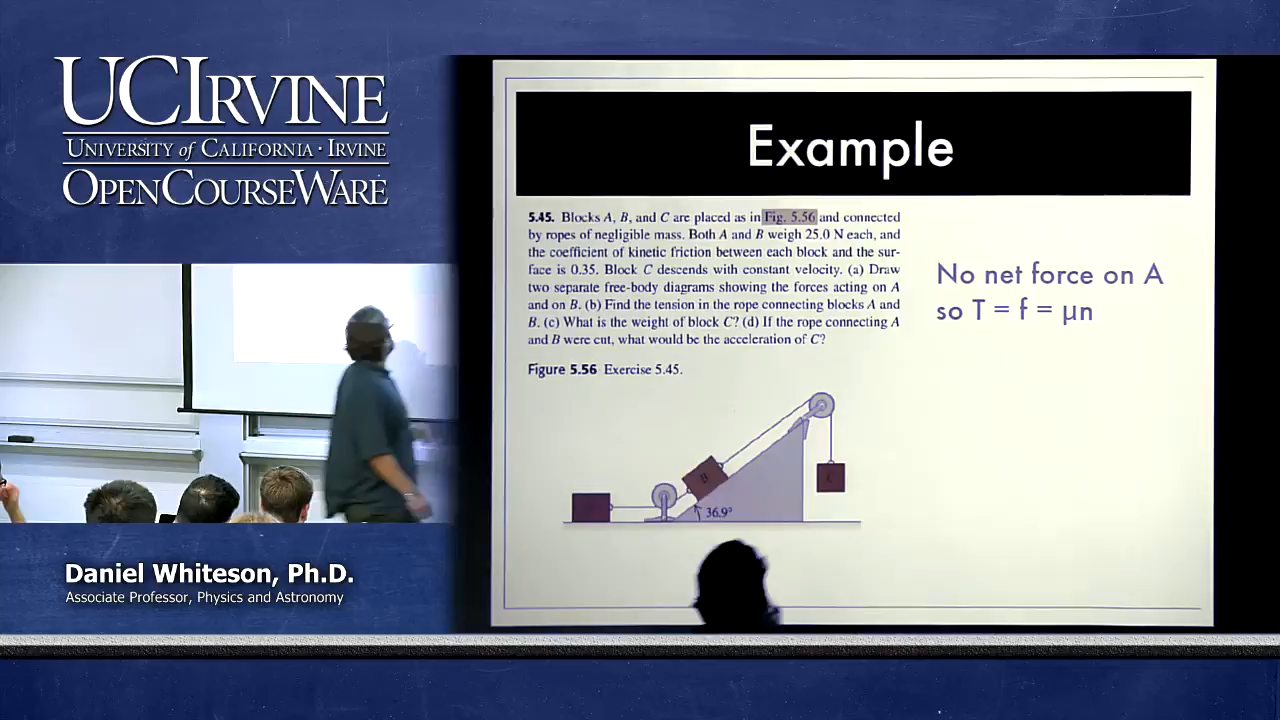 UCIRVINE
UNIVERSITY of CALIFORNIA · IRVINE
OPENCOURSEWARE
Daniel Whiteson, Ph.D.
Associate Professor, Physics and Astronomy
Example
5.45. Blocks A, B, and C are placed as in Fig. 5.56 and connected
by ropes of negligible mass. Both A and B weigh 25.0 N each, and
the coefficient of kinetic friction between each block and the sur-
face is 0.35. Block C descends with constant velocity. (a) Draw
two separate free-body diagrams showing the forces acting on A
and on B. (b) Find the tension in the rope connecting blocks A and
B. (c) What is the weight of block C? (d) If the rope connecting A
and B were cut, what would be the acceleration of C?
Figure 5.56 Exercise 5.45.
B
C
36.9°
No net force on A
so T = f = μn